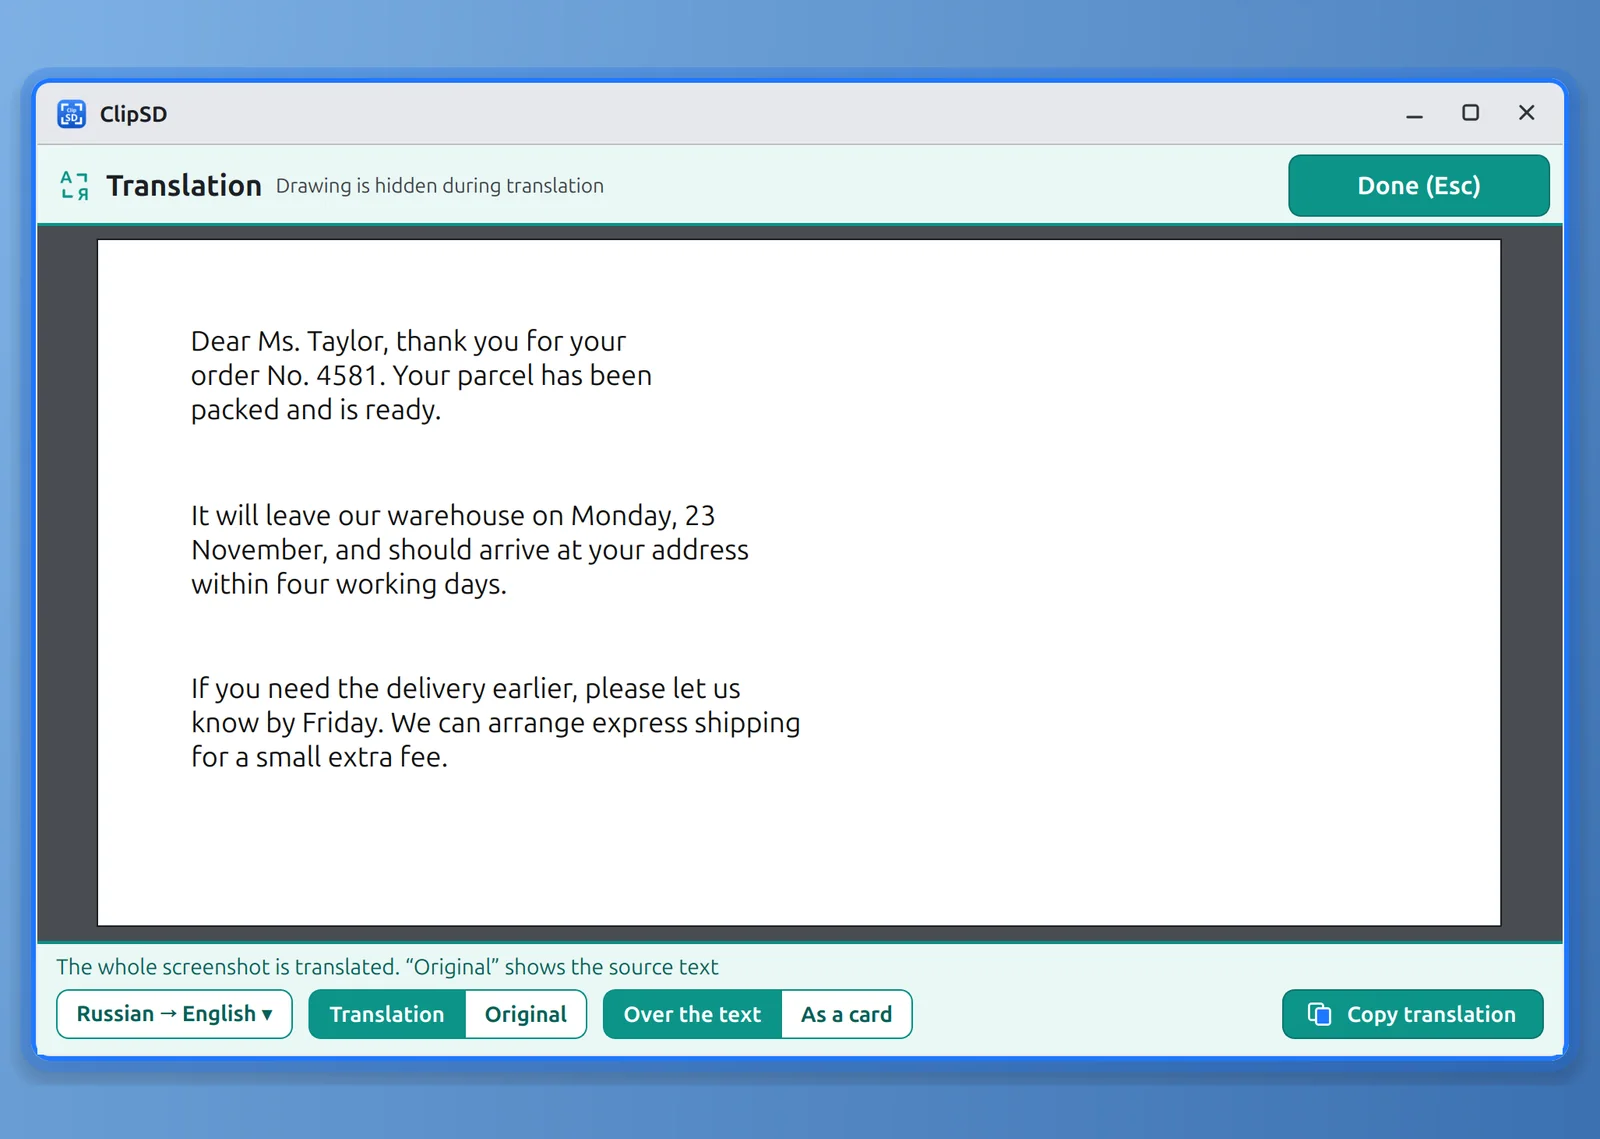 ClipSD
Translation Drawing is hidden during translation
Done (Esc)
Dear Ms. Taylor, thank you for your
order No. 4581. Your parcel has been
packed and is ready.
It will leave our warehouse on Monday, 23
November, and should arrive at your address
within four working days.
If you need the delivery earlier, please let us
know by Friday. We can arrange express shipping
for a small extra fee.
The whole screenshot is translated. “Original” shows the source text
Russian → English ▾
Translation
Original
Over the text
As a card
Copy translation